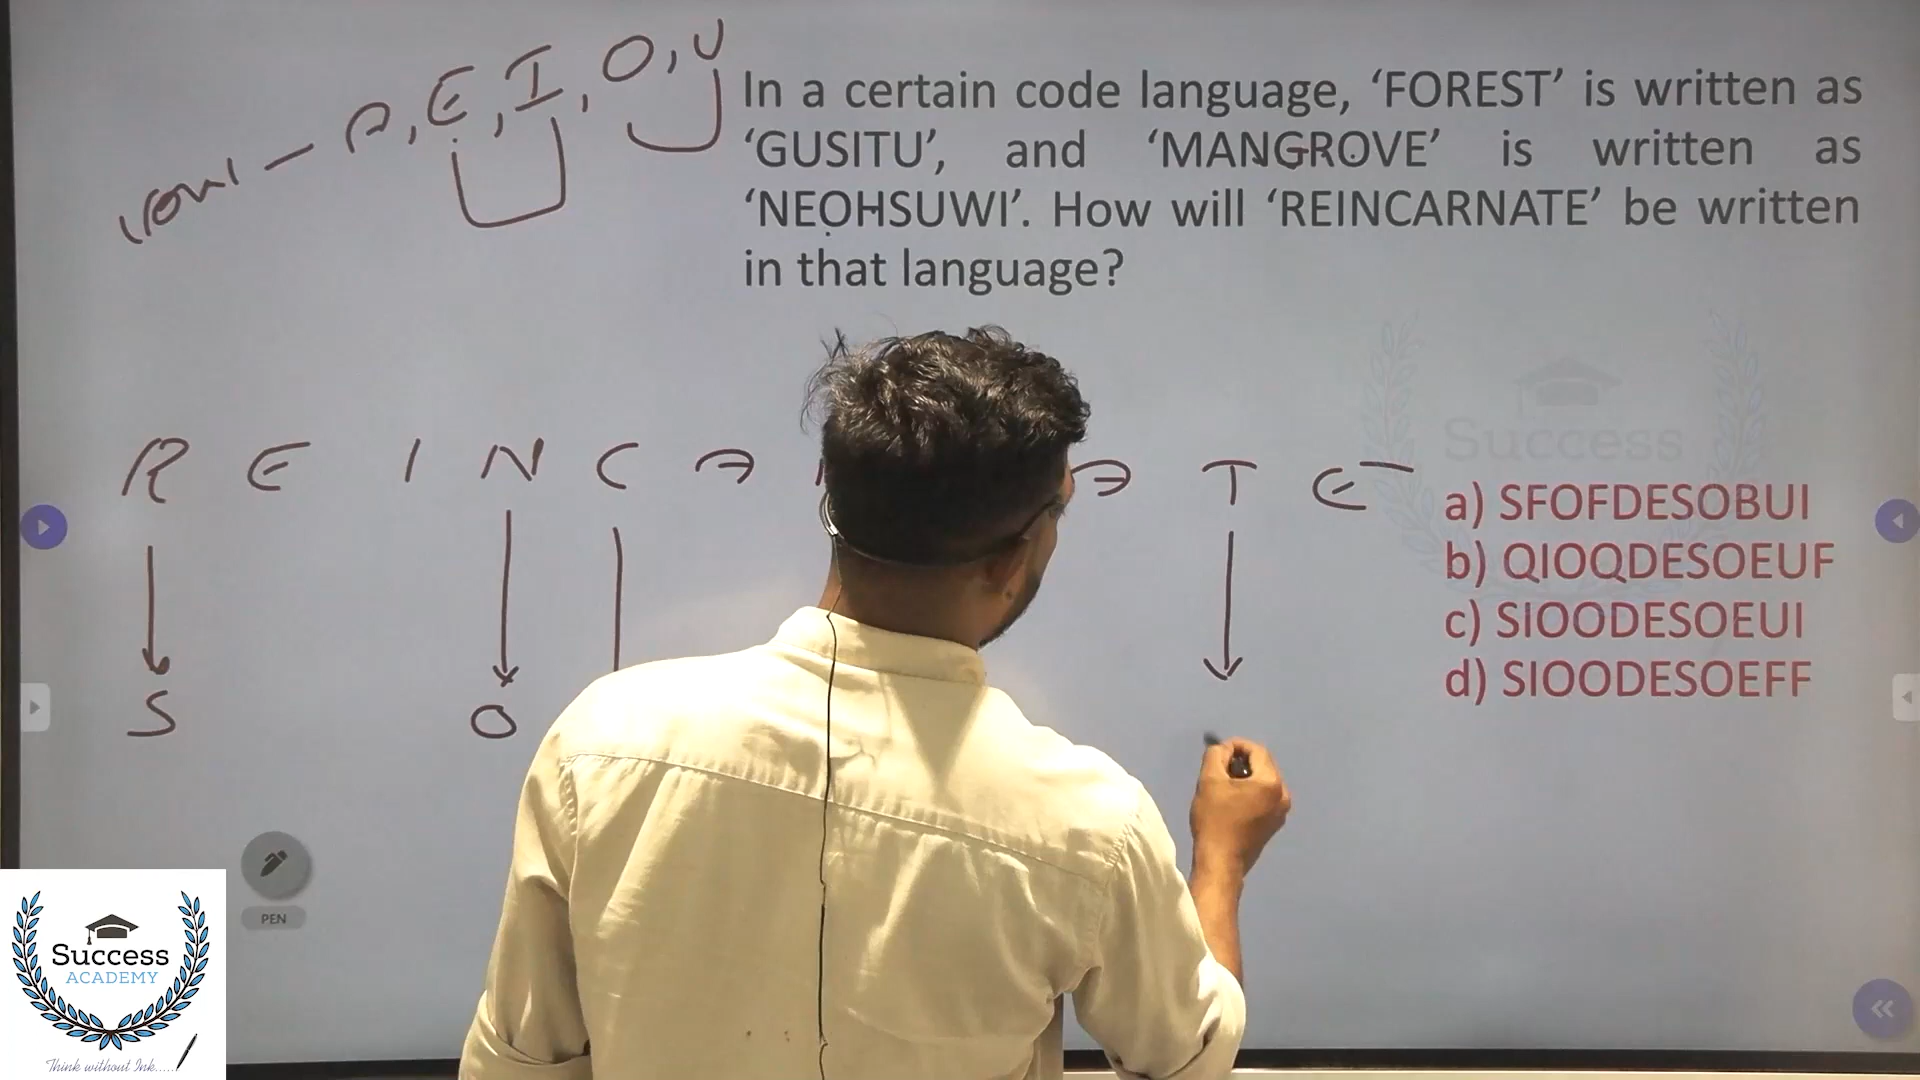 vowel — A, E, I, O, U
In a certain code language, ‘FOREST’ is written as
‘GUSITU’, and ‘MANGROVE’ is written as
‘NEOHSUWI’. How will ‘REINCARNATE’ be written
in that language?
R E I N C A A T E
S O
Success
a) SFOFDESOBUI
b) QIOQDESOEUF
c) SIOODESOEUI
d) SIOODESOEFF
PEN
Success
ACADEMY
Think without Ink.....